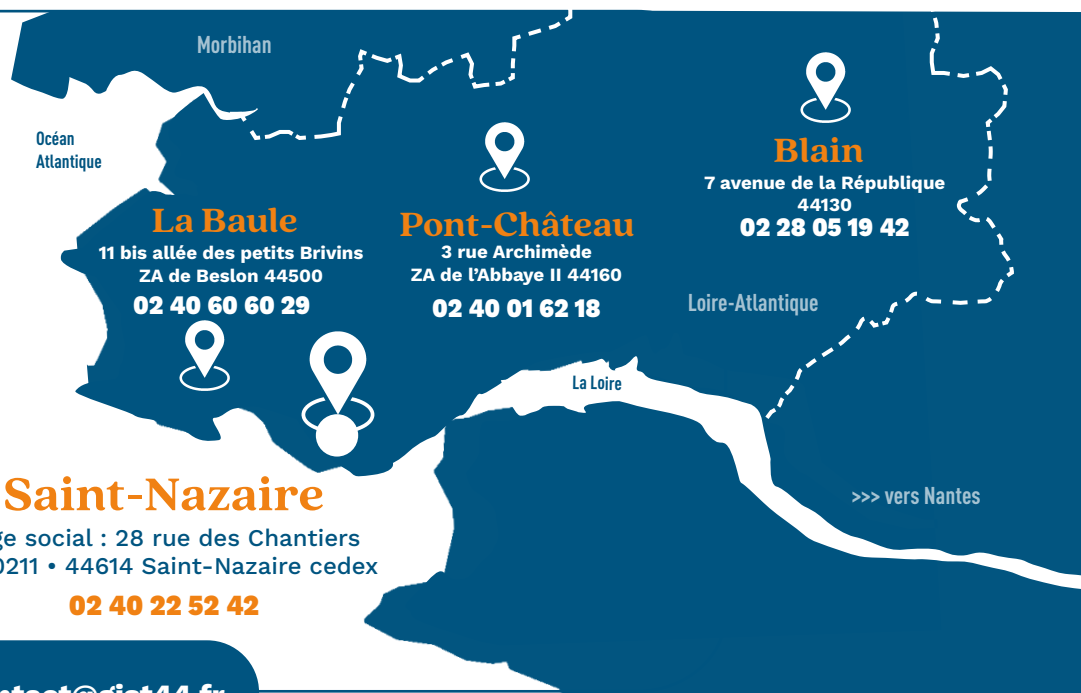 Morbihan
Océan
Atlantique
Blain
7 avenue de la République
44130
02 28 05 19 42
La Baule
11 bis allée des petits Brivins
ZA de Beslon 44500
02 40 60 60 29
Pont-Château
3 rue Archimède
ZA de l’Abbaye II 44160
02 40 01 62 18
Loire-Atlantique
La Loire
>>> vers Nantes
Saint-Nazaire
social : 28 rue des Chantiers
0211 • 44614 Saint-Nazaire cedex
02 40 22 52 42